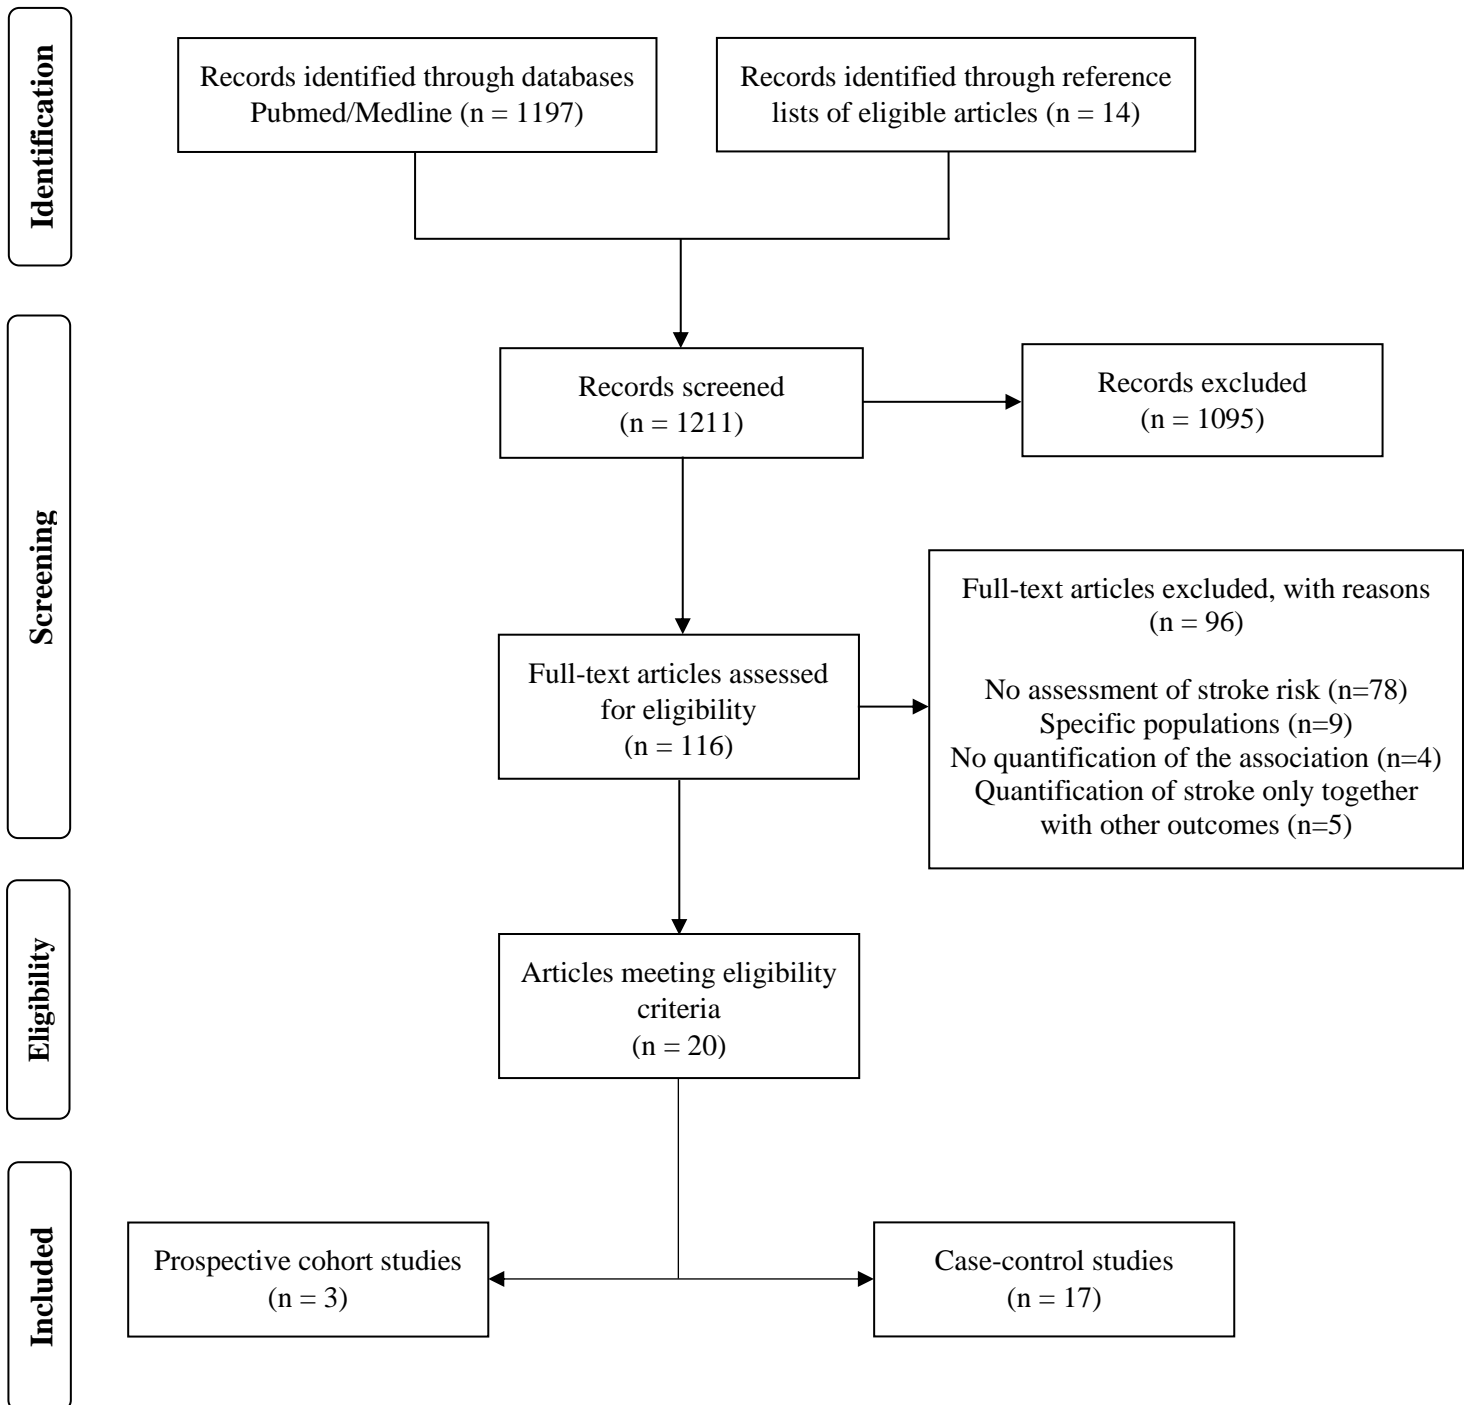 Identification
Records identified through databases
Pubmed/Medline (n = 1197)
Records identified through reference
lists of eligible articles (n = 14)
Screening
Records screened
(n = 1211)
Records excluded
(n = 1095)
Full-text articles assessed
for eligibility
(n = 116)
Full-text articles excluded, with reasons
(n = 96)
No assessment of stroke risk (n=78)
Specific populations (n=9)
No quantification of the association (n=4)
Quantification of stroke only together
with other outcomes (n=5)
Eligibility
Articles meeting eligibility
criteria
(n = 20)
Included
Prospective cohort studies
(n = 3)
Case-control studies
(n = 17)